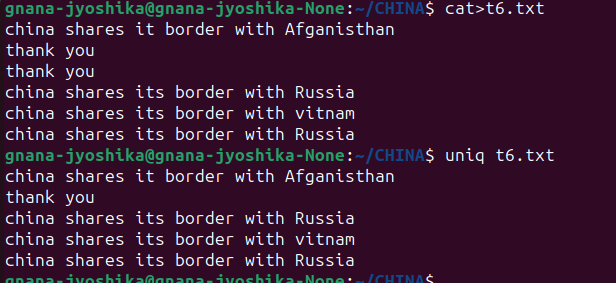 gnana-jyoshika@gnana-jyoshika-None:~/CHINA$ cat>t6.txt
china shares it border with Afganisthan
thank you
thank you
china shares its border with Russia
china shares its border with vitnam
china shares its border with Russia
gnana-jyoshika@gnana-jyoshika-None:~/CHINA$ uniq t6.txt
china shares it border with Afganisthan
thank you
china shares its border with Russia
china shares its border with vitnam
china shares its border with Russia
gnana-jyoshika@gnana-jyoshika-None:~/CHINA$